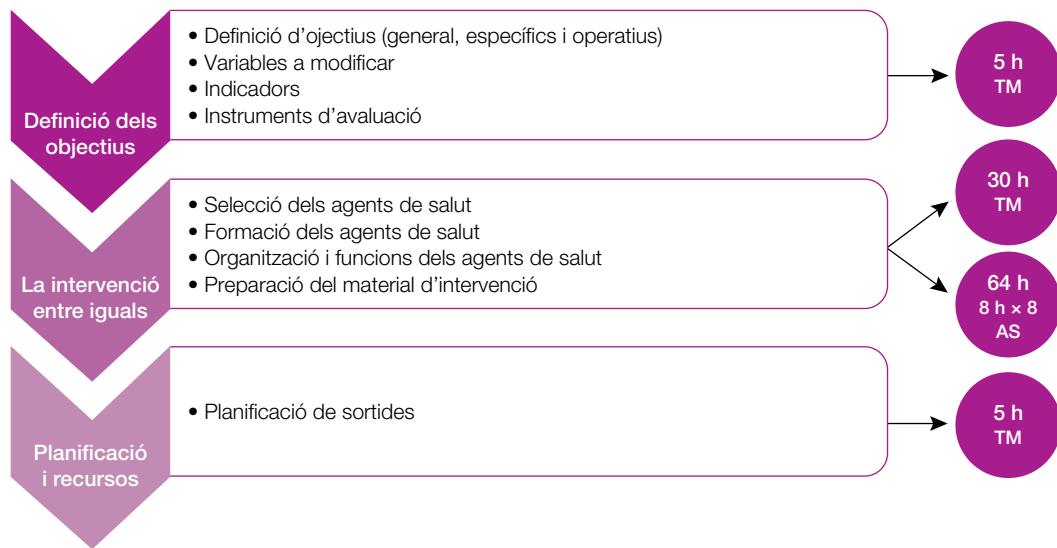 Definició dels
objectius
• Definició d’ojectius (general, específics i operatius)
• Variables a modificar
• Indicadors
• Instruments d’avaluació
5 h
TM
La intervenció
entre iguals
• Selecció dels agents de salut
• Formació dels agents de salut
• Organització i funcions dels agents de salut
• Preparació del material d’intervenció
30 h
TM
64 h
8 h × 8
AS
Planificació
i recursos
• Planificació de sortides
5 h
TM